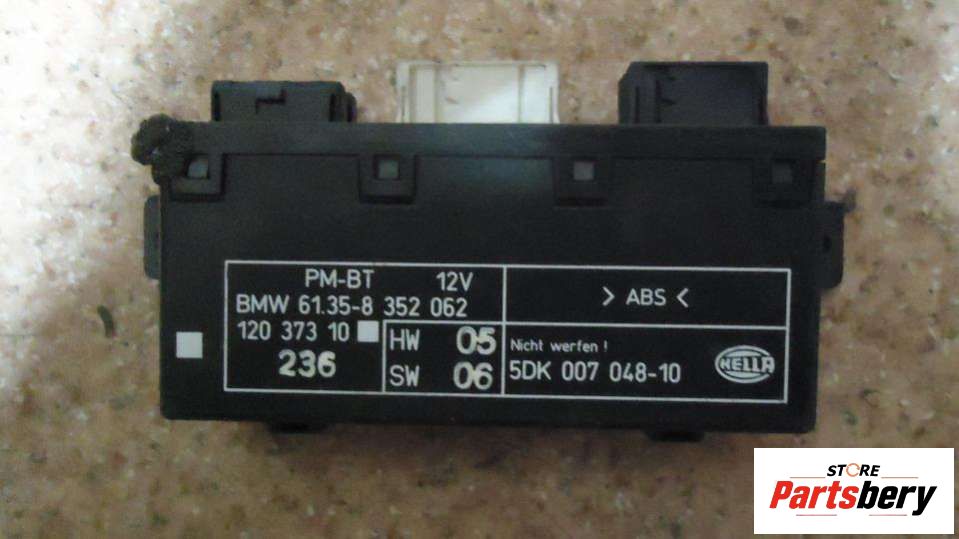 PM-BT 12V
BMW 61.35-8 352 062
120 373 10
236
HW 05
SW 06
> ABS <
Nicht werfen !
5DK 007 048-10
HELLA
STORE
Partsbery